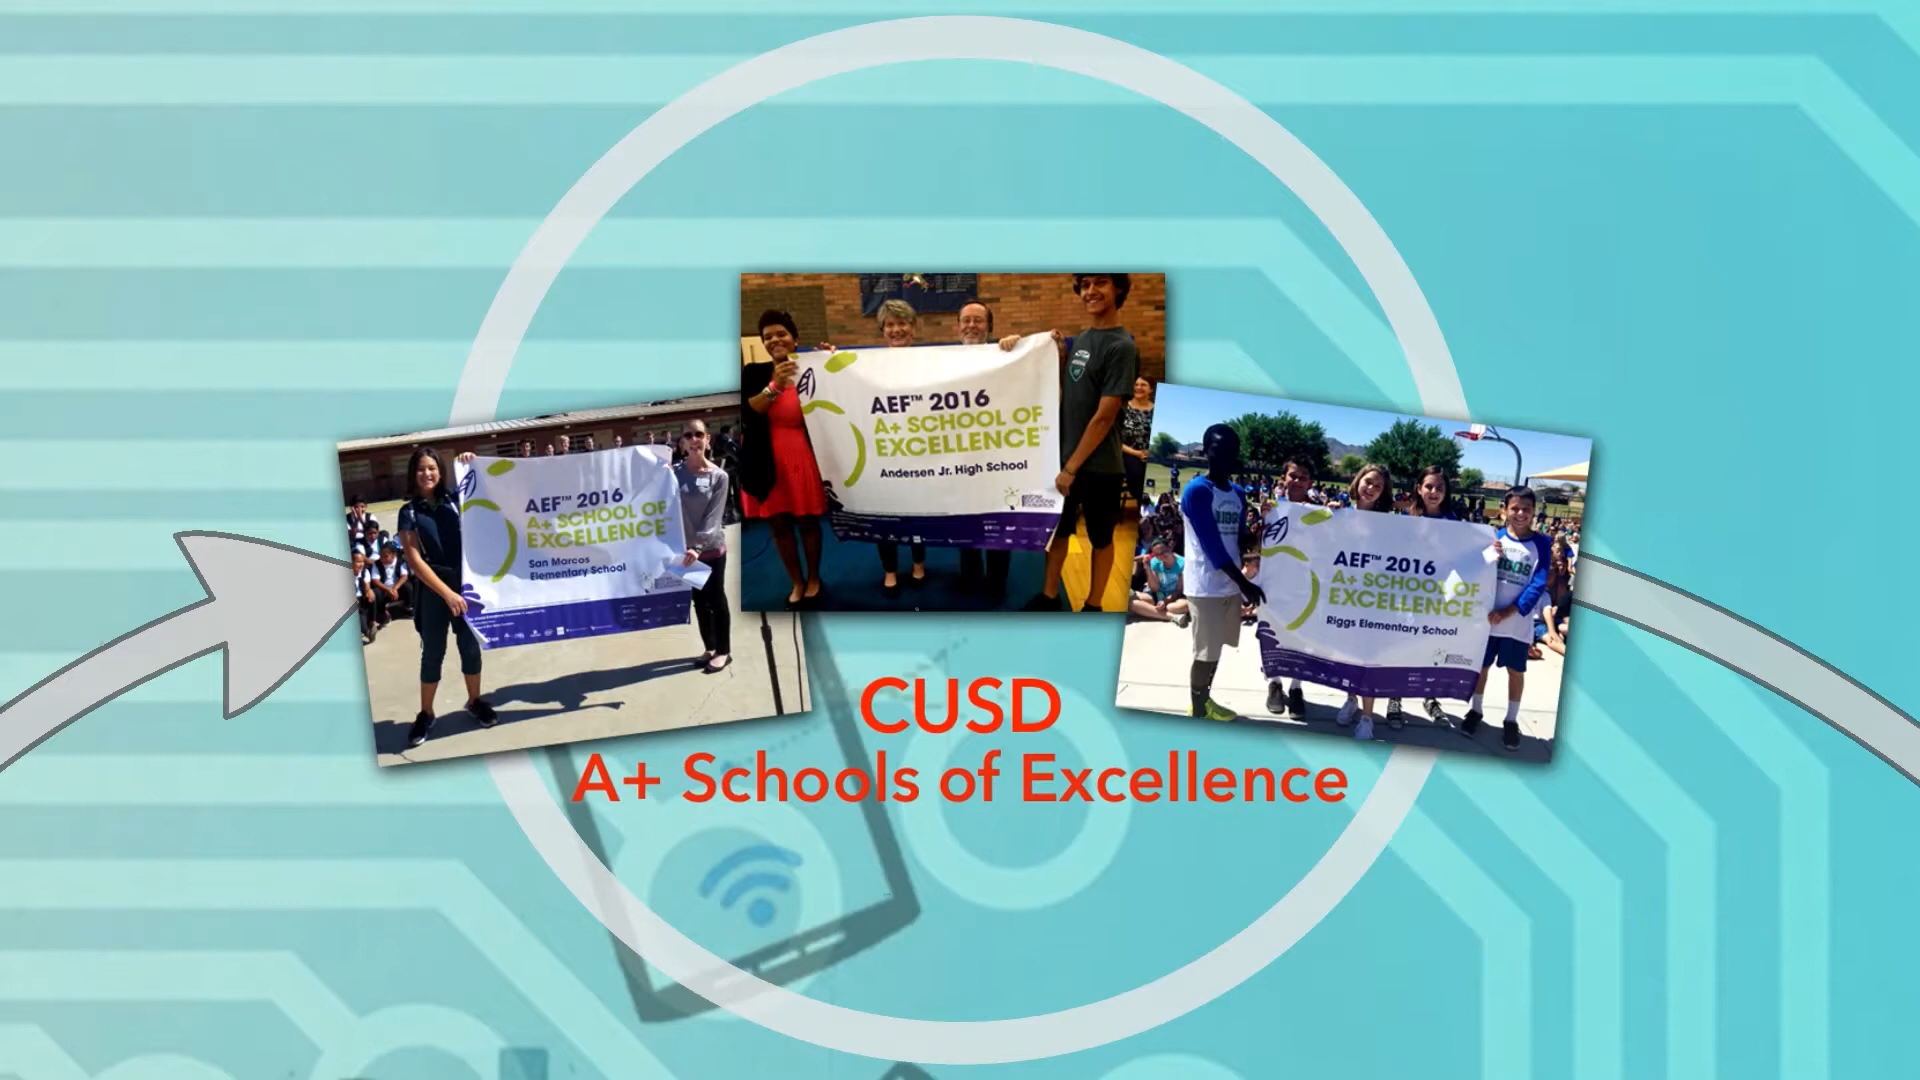 AEF™ 2016
A+ SCHOOL OF
EXCELLENCE™
Andersen Jr. High School
AEF™ 2016
A+ SCHOOL OF
EXCELLENCE
San Marcos
Elementary School
AEF™ 2016
A+ SCHOOL OF
EXCELLENCE
Riggs Elementary School
CUSD
A+ Schools of Excellence